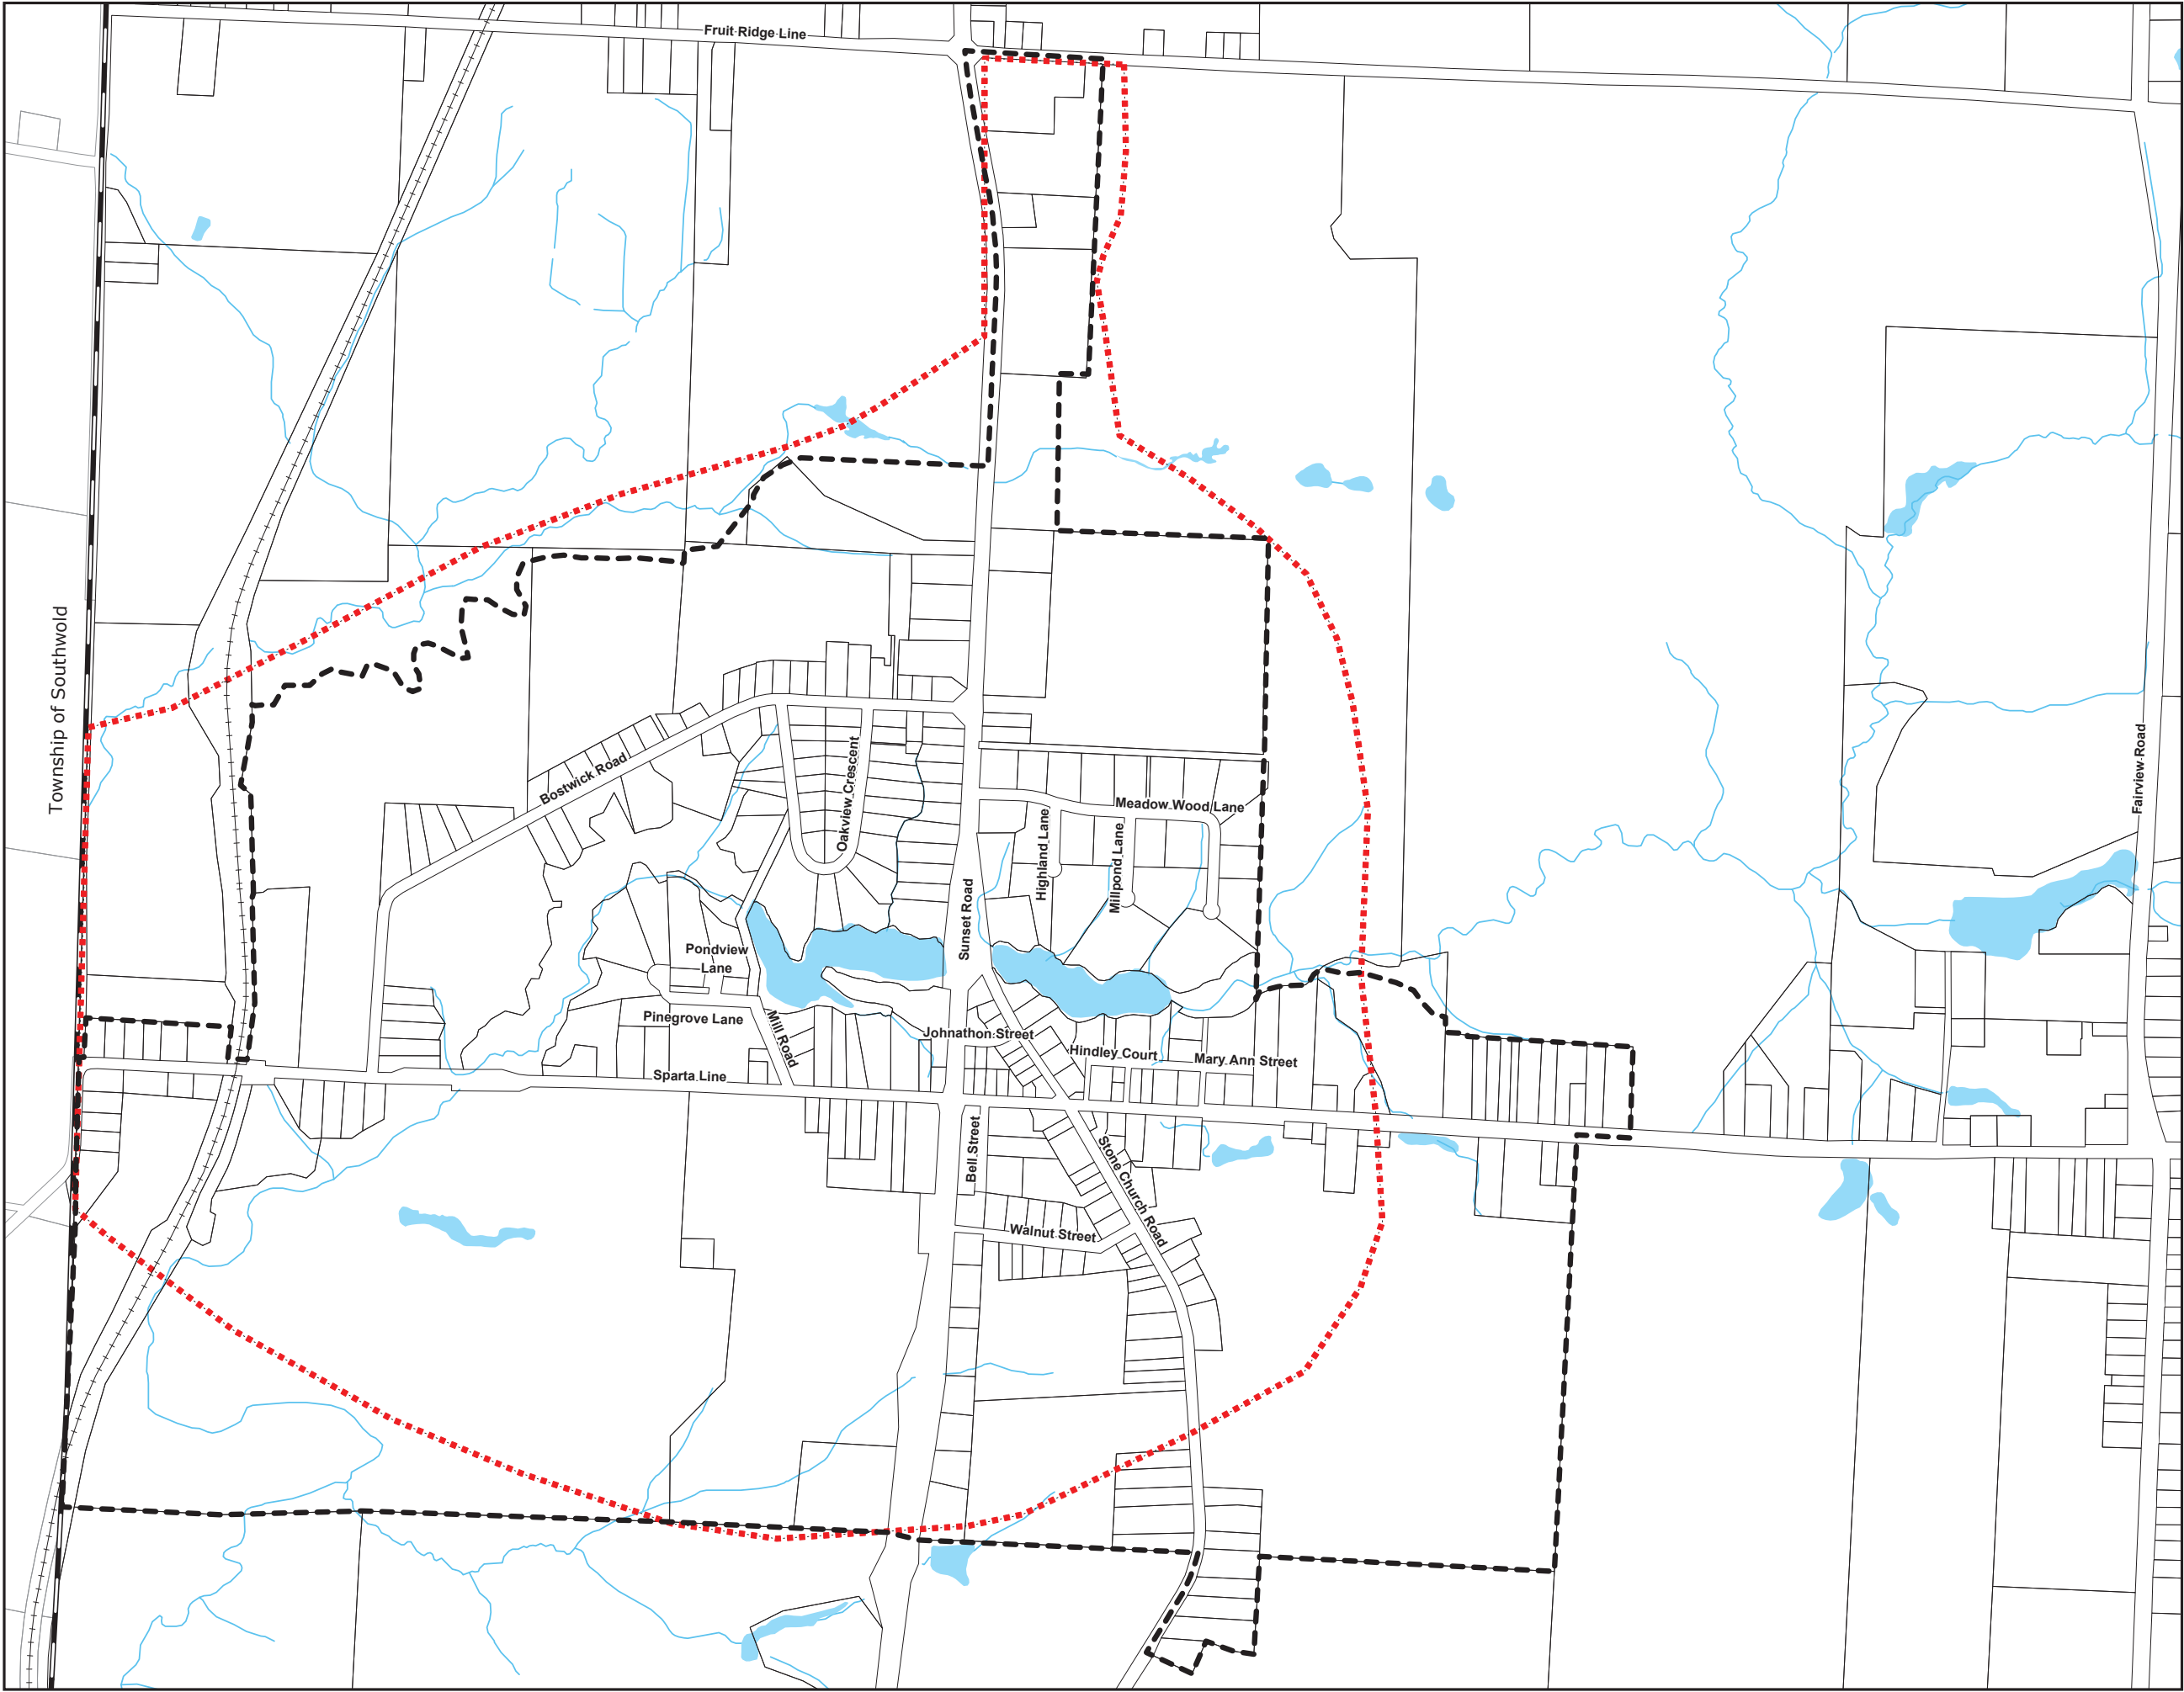 Fruit Ridge Line
Township of Southwold
Fairview Road
Bostwick Road
Oakview Crescent
Meadow Wood Lane
Highland Lane
Millpond Lane
Sunset Road
Pondview
Lane
Pinegrove Lane
Mill Road
Johnathon Street
Hindley Court
Mary Ann Street
Sparta Line
Bell Street
Stone Church Road
Walnut Street